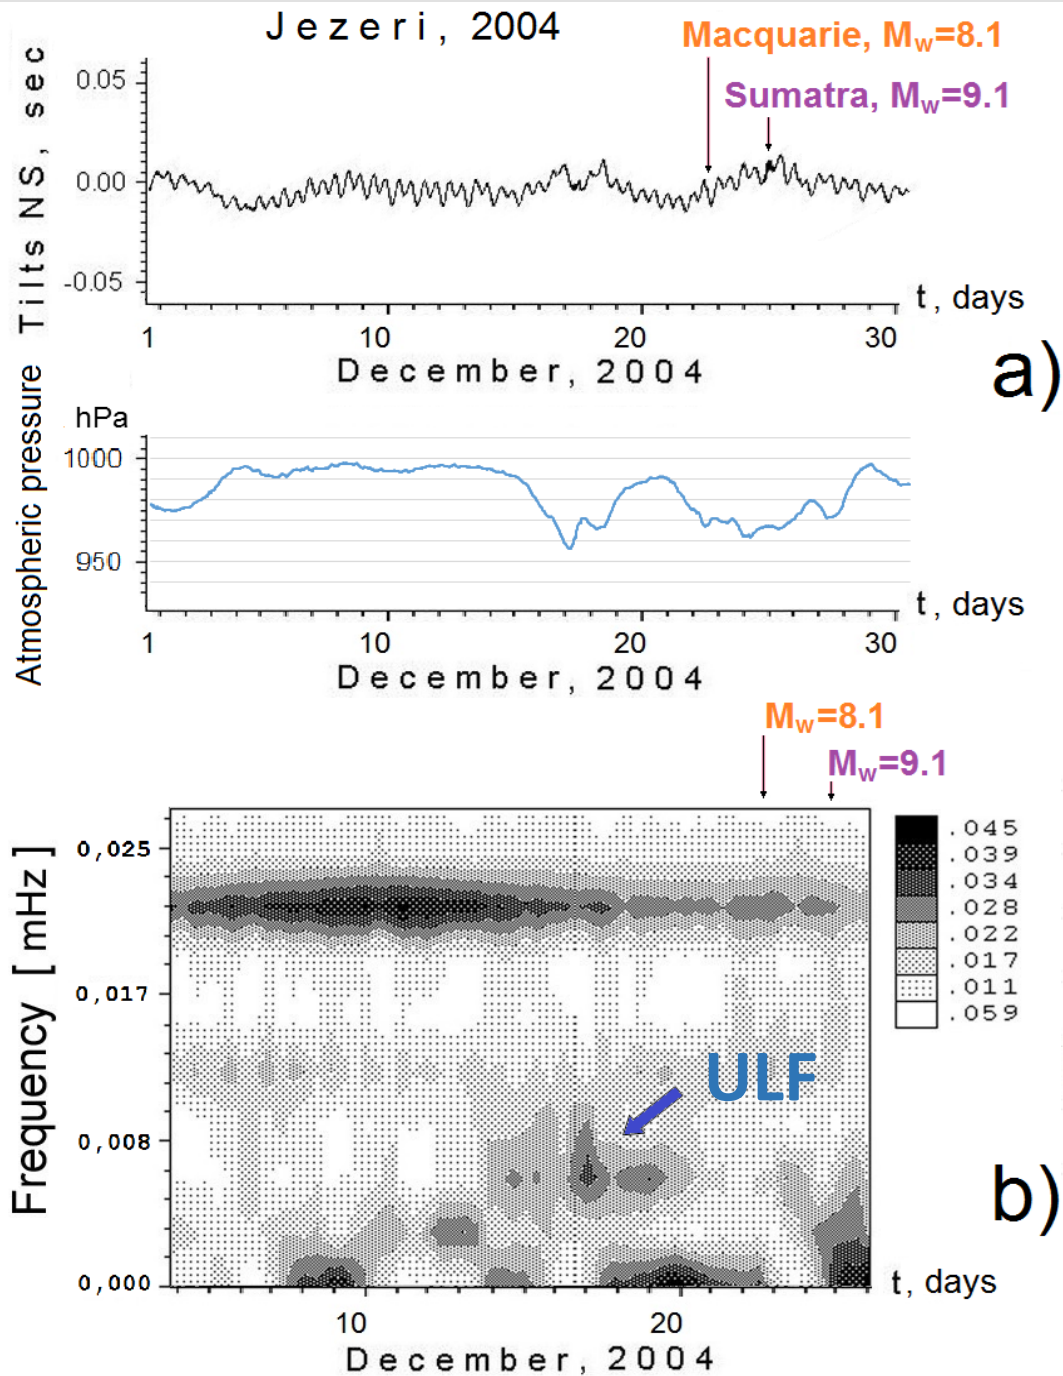 Jezeri, 2004
Macquarie, Mw=8.1
Sumatra, Mw=9.1
Tilts NS, sec
0.05
0.00
-0.05
t, days
1 10 20 30
December, 2004
a)
Atmospheric pressure
hPa
1000
950
t, days
1 10 20 30
December, 2004
Mw=8.1
Mw=9.1
Frequency [mHz]
0,025
0,017
0,008
0,000
ULF
.045
.039
.034
.028
.022
.017
.011
.059
b)
t, days
10 20
December, 2004